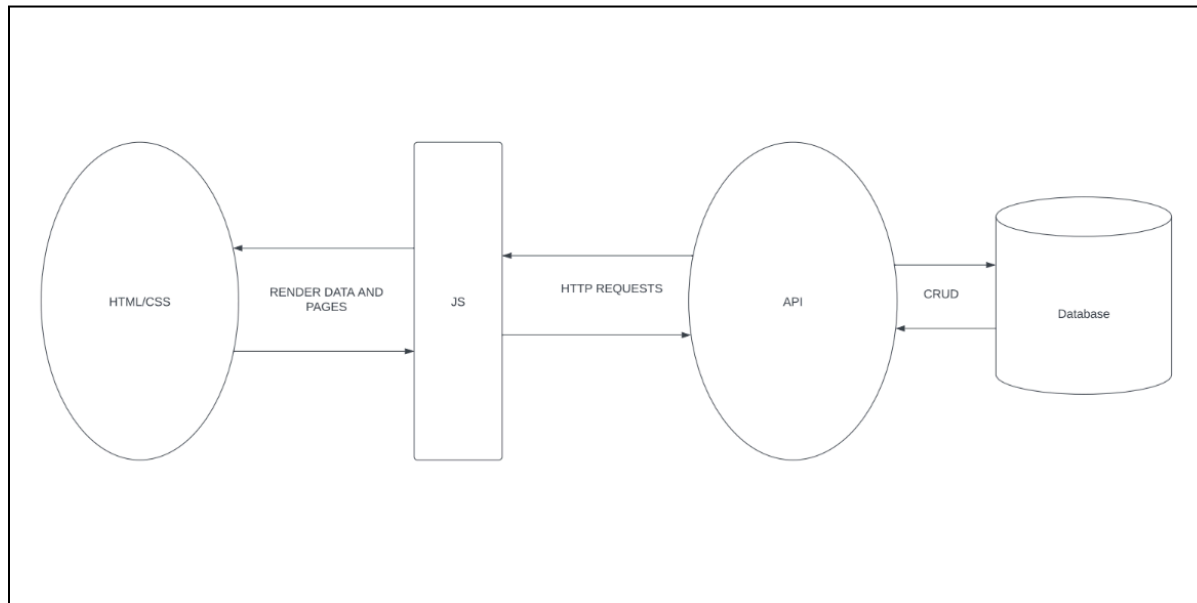 HTML/CSS
RENDER DATA AND
PAGES
JS
HTTP REQUESTS
API
CRUD
Database